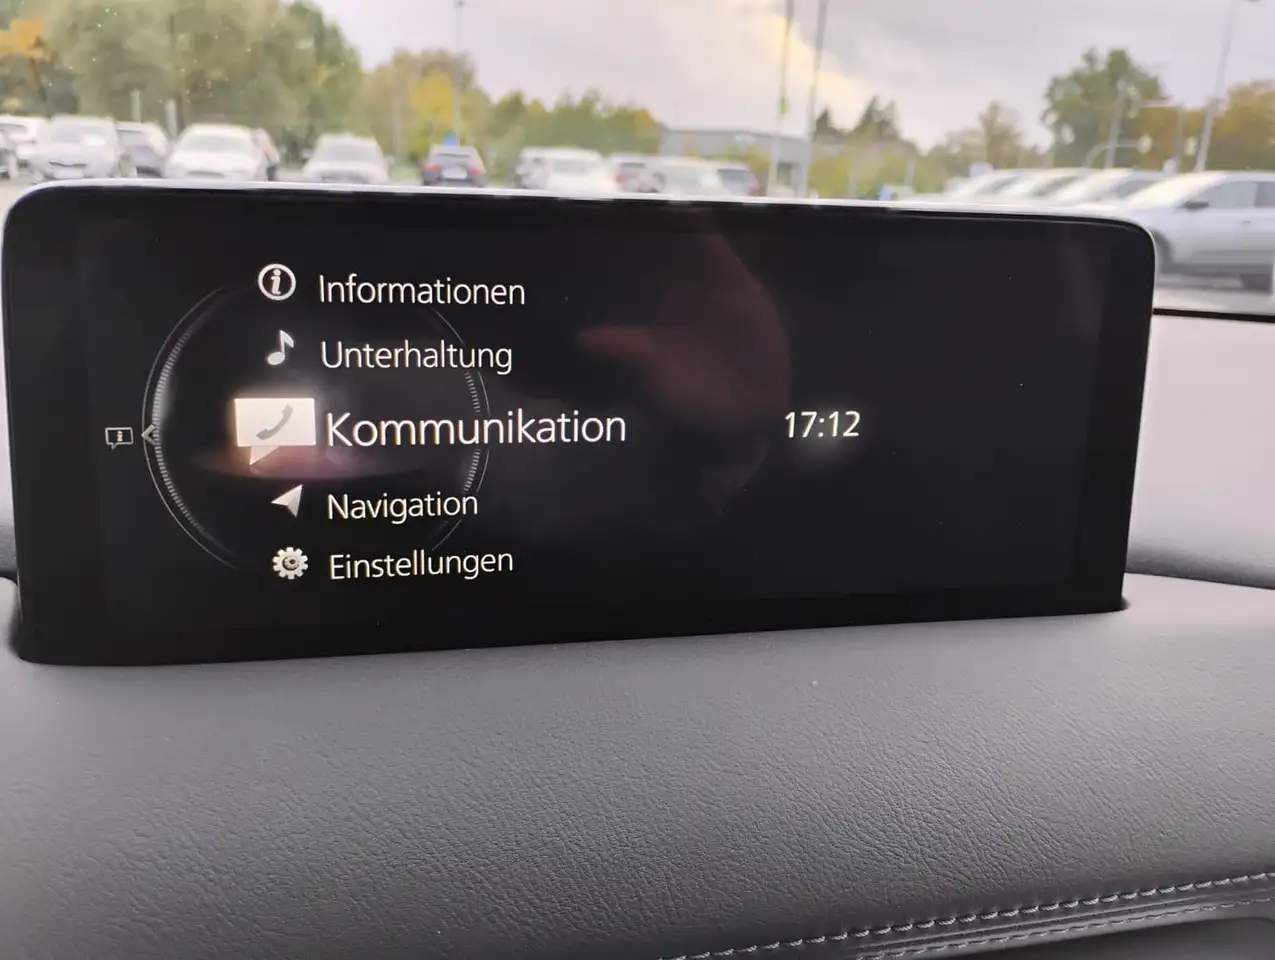 Informationen
Unterhaltung
Kommunikation
17:12
Navigation
Einstellungen